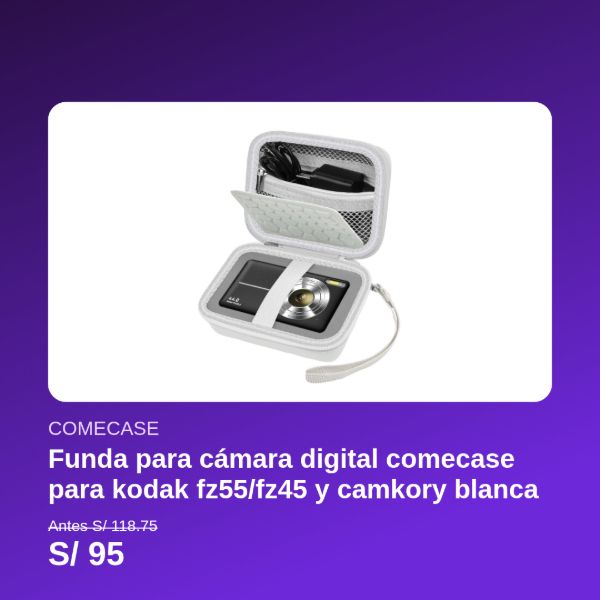 COMECASE
Funda para cámara digital comecase
para kodak fz55/fz45 y camkory blanca
Antes S/ 118.75
S/ 95